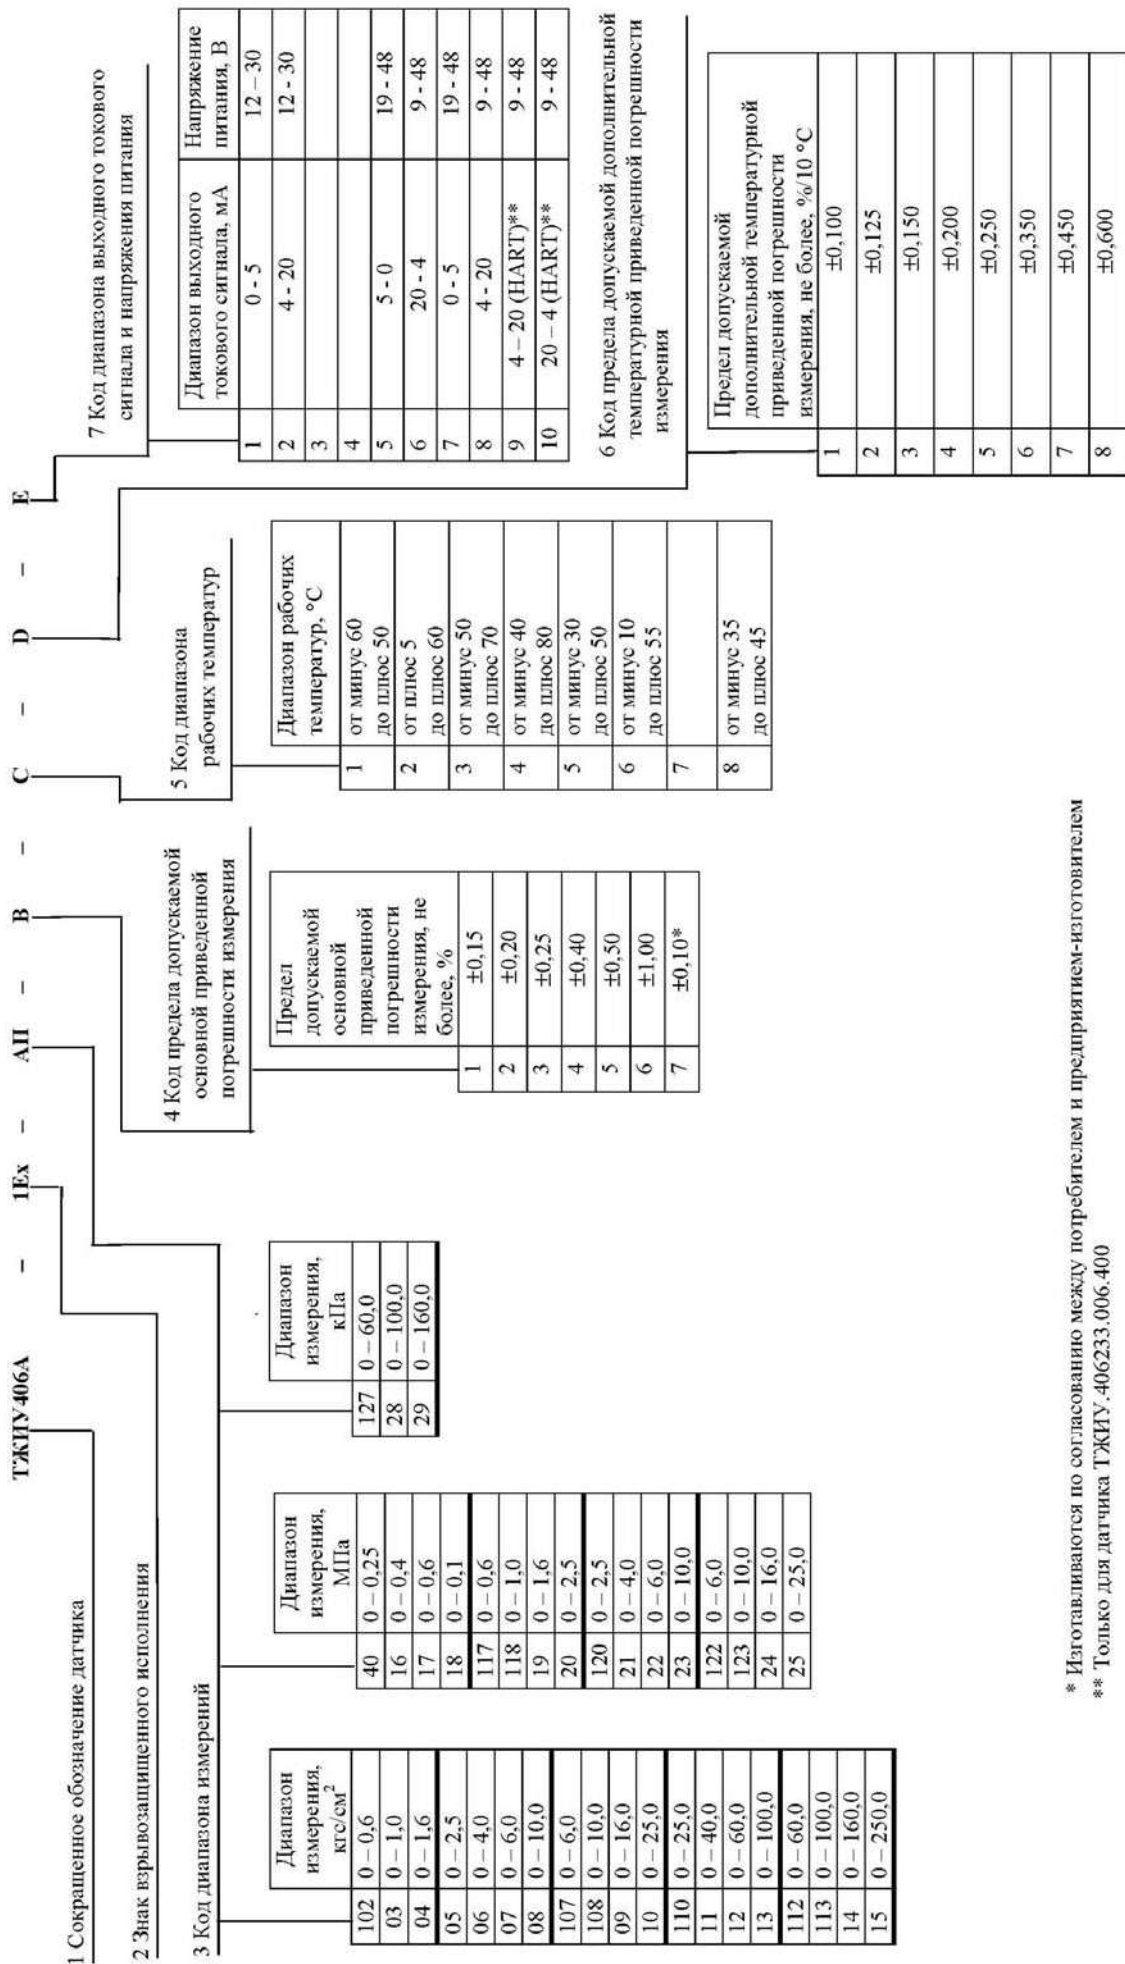 ТЖИУ406А – 1Ex – АП – B – C – D – E
1 Сокращенное обозначение датчика
2 Знак взрывозащищенного исполнения
3 Код диапазона измерений
Диапазон
измерения,
кгс/см²
102 0 – 0,6
03 0 – 1,0
04 0 – 1,6
05 0 – 2,5
06 0 – 4,0
07 0 – 6,0
08 0 – 10,0
107 0 – 6,0
108 0 – 10,0
09 0 – 16,0
10 0 – 25,0
110 0 – 25,0
11 0 – 40,0
12 0 – 60,0
13 0 – 100,0
112 0 – 60,0
113 0 – 100,0
14 0 – 160,0
15 0 – 250,0
Диапазон
измерения,
МПа
40 0 – 0,25
16 0 – 0,4
17 0 – 0,6
18 0 – 0,1
117 0 – 0,6
118 0 – 1,0
19 0 – 1,6
20 0 – 2,5
120 0 – 2,5
21 0 – 4,0
22 0 – 6,0
23 0 – 10,0
122 0 – 6,0
123 0 – 10,0
24 0 – 16,0
25 0 – 25,0
Диапазон
измерения,
кПа
127 0 – 60,0
28 0 – 100,0
29 0 – 160,0
4 Код предела допускаемой
основной приведенной
погрешности измерения
Предел
допускаемой
основной
приведенной
погрешности
измерения, не
более, %
1 ±0,15
2 ±0,20
3 ±0,25
4 ±0,40
5 ±0,50
6 ±1,00
7 ±0,10*
5 Код диапазона
рабочих температур
Диапазон рабочих
температур, °С
1 от минус 60
до плюс 50
2 от плюс 5
до плюс 60
3 от минус 50
до плюс 70
4 от минус 40
до плюс 80
5 от минус 30
до плюс 50
6 от минус 10
до плюс 55
7
8 от минус 35
до плюс 45
7 Код диапазона выходного токового
сигнала и напряжения питания
Диапазон выходного Напряжение
токового сигнала, мА питания, В
1 0 - 5 12 – 30
2 4 - 20 12 - 30
3
4
5 5 - 0 19 - 48
6 20 - 4 9 - 48
7 0 - 5 19 - 48
8 4 - 20 9 - 48
9 4 – 20 (HART)** 9 - 48
10 20 – 4 (HART)** 9 - 48
6 Код предела допускаемой дополнительной
температурной приведенной погрешности
измерения
Предел допускаемой
дополнительной температурной
приведенной погрешности
измерения, не более, %/10 °С
1 ±0,100
2 ±0,125
3 ±0,150
4 ±0,200
5 ±0,250
6 ±0,350
7 ±0,450
8 ±0,600
* Изготавливаются по согласованию между потребителем и предприятием-изготовителем
** Только для датчика ТЖИУ.406233.006.400